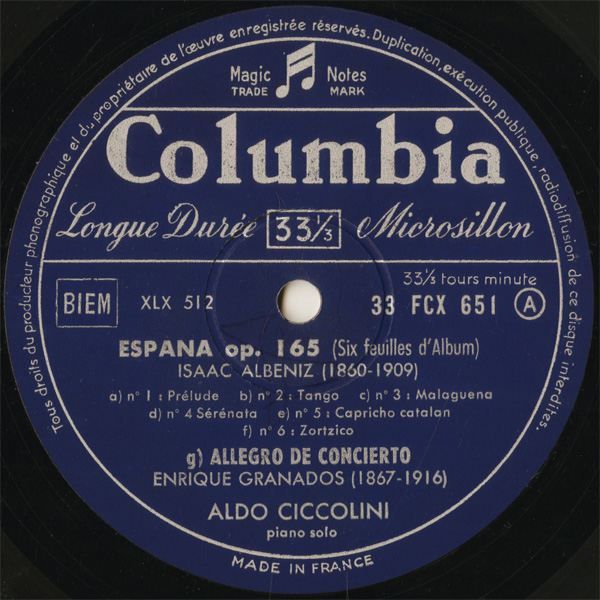 Tous droits du producteur phonographique et du propriétaire de l'œuvre enregistrée réservés. Duplication, exécution publique, radiodiffusion de ce disque interdites.
Magic Notes
TRADE MARK
Columbia
Longue Durée 33⅓ Microsillon
33⅓ tours minute
BIEM XLX 512 33 FCX 651 A
ESPANA op. 165 (Six feuilles d'Album)
ISAAC ALBENIZ (1860-1909)
a) n° 1 : Prélude b) n° 2 : Tango c) n° 3 : Malaguena
d) n° 4 Sérénata e) n° 5 : Capricho catalan
f) n° 6 : Zortzico
g) ALLEGRO DE CONCIERTO
ENRIQUE GRANADOS (1867-1916)
ALDO CICCOLINI
piano solo
MADE IN FRANCE